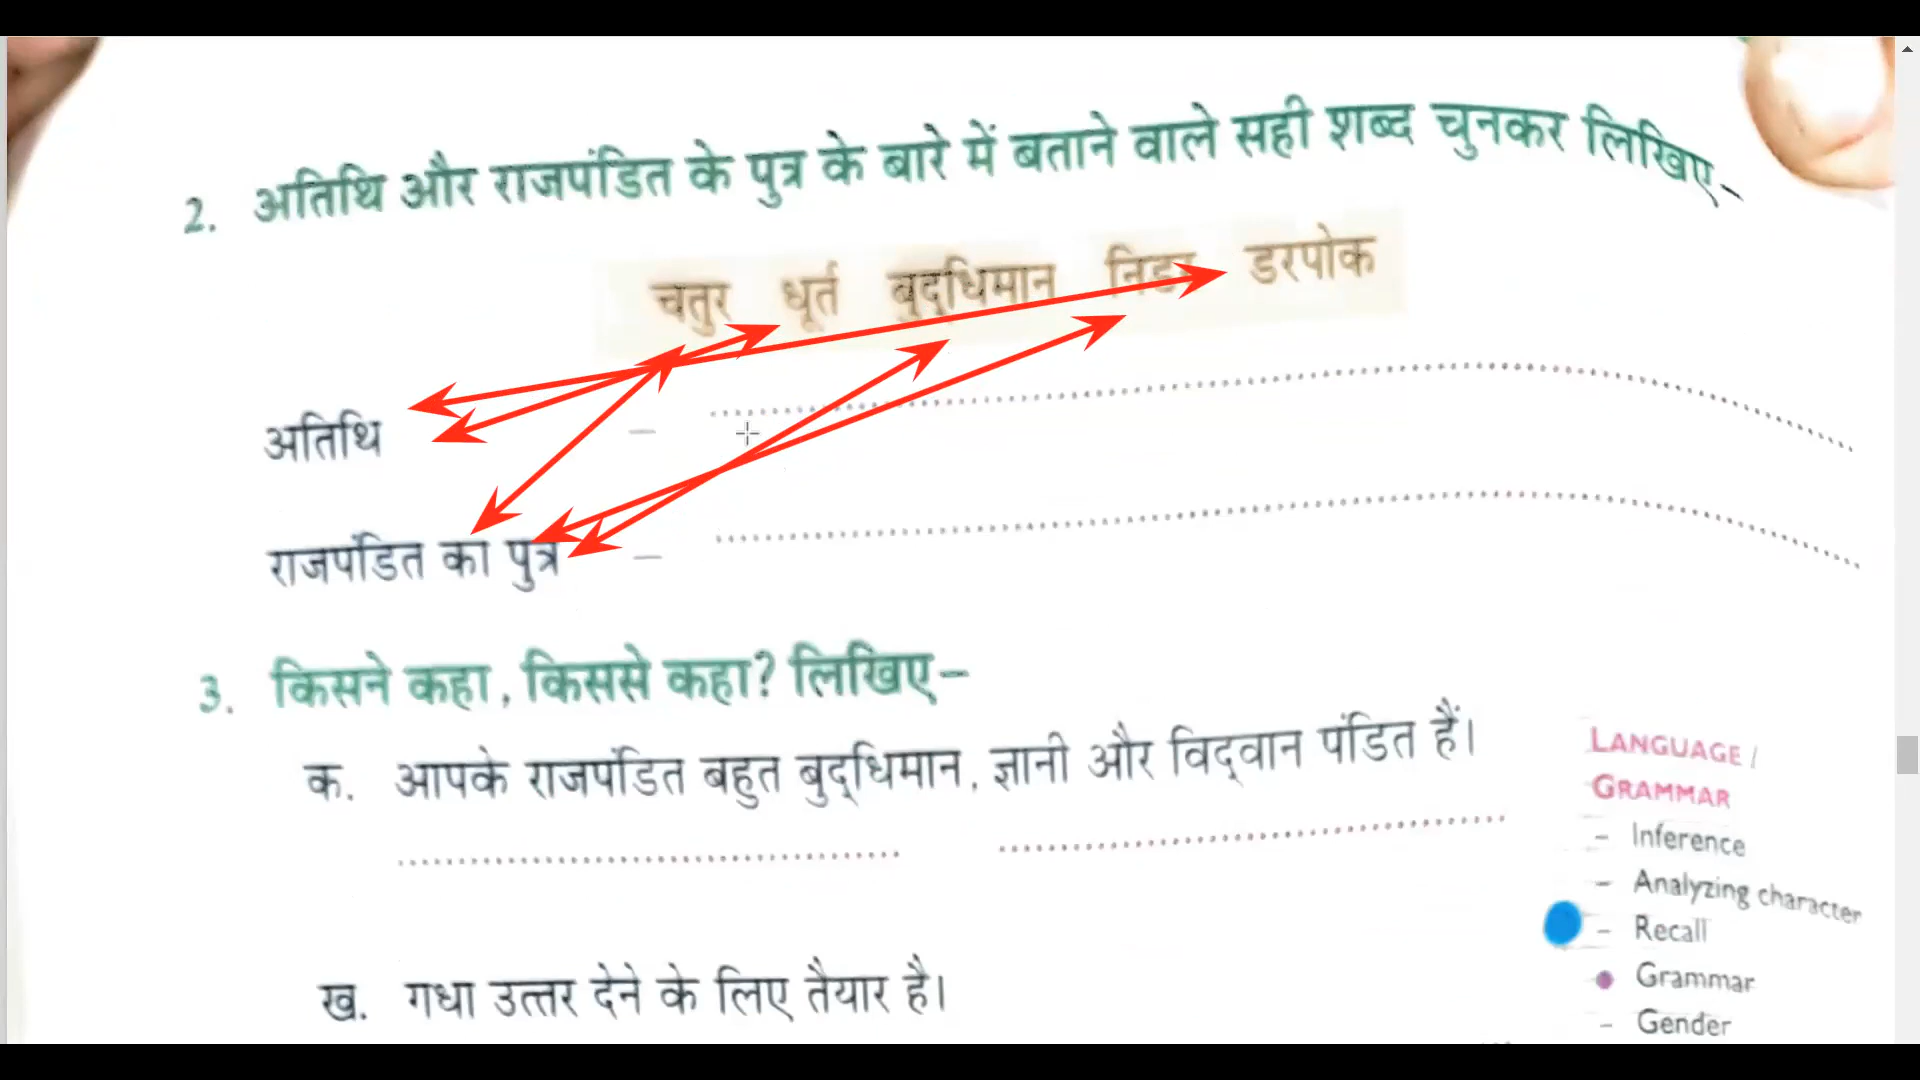 2. अतिथि और राजपंडित के पुत्र के बारे में बताने वाले सही शब्द चुनकर लिखिए-
चतुर धूर्त बुद्‌धिमान निडर डरपोक
अतिथि -
राजपंडित का पुत्र -
3. किसने कहा, किससे कहा? लिखिए-
क. आपके राजपंडित बहुत बुद्‌धिमान, ज्ञानी और विद्‌वान पंडित हैं।
ख. गधा उत्तर देने के लिए तैयार है।
LANGUAGE /
GRAMMAR
- Inference
- Analyzing character
- Recall
Grammar
- Gender